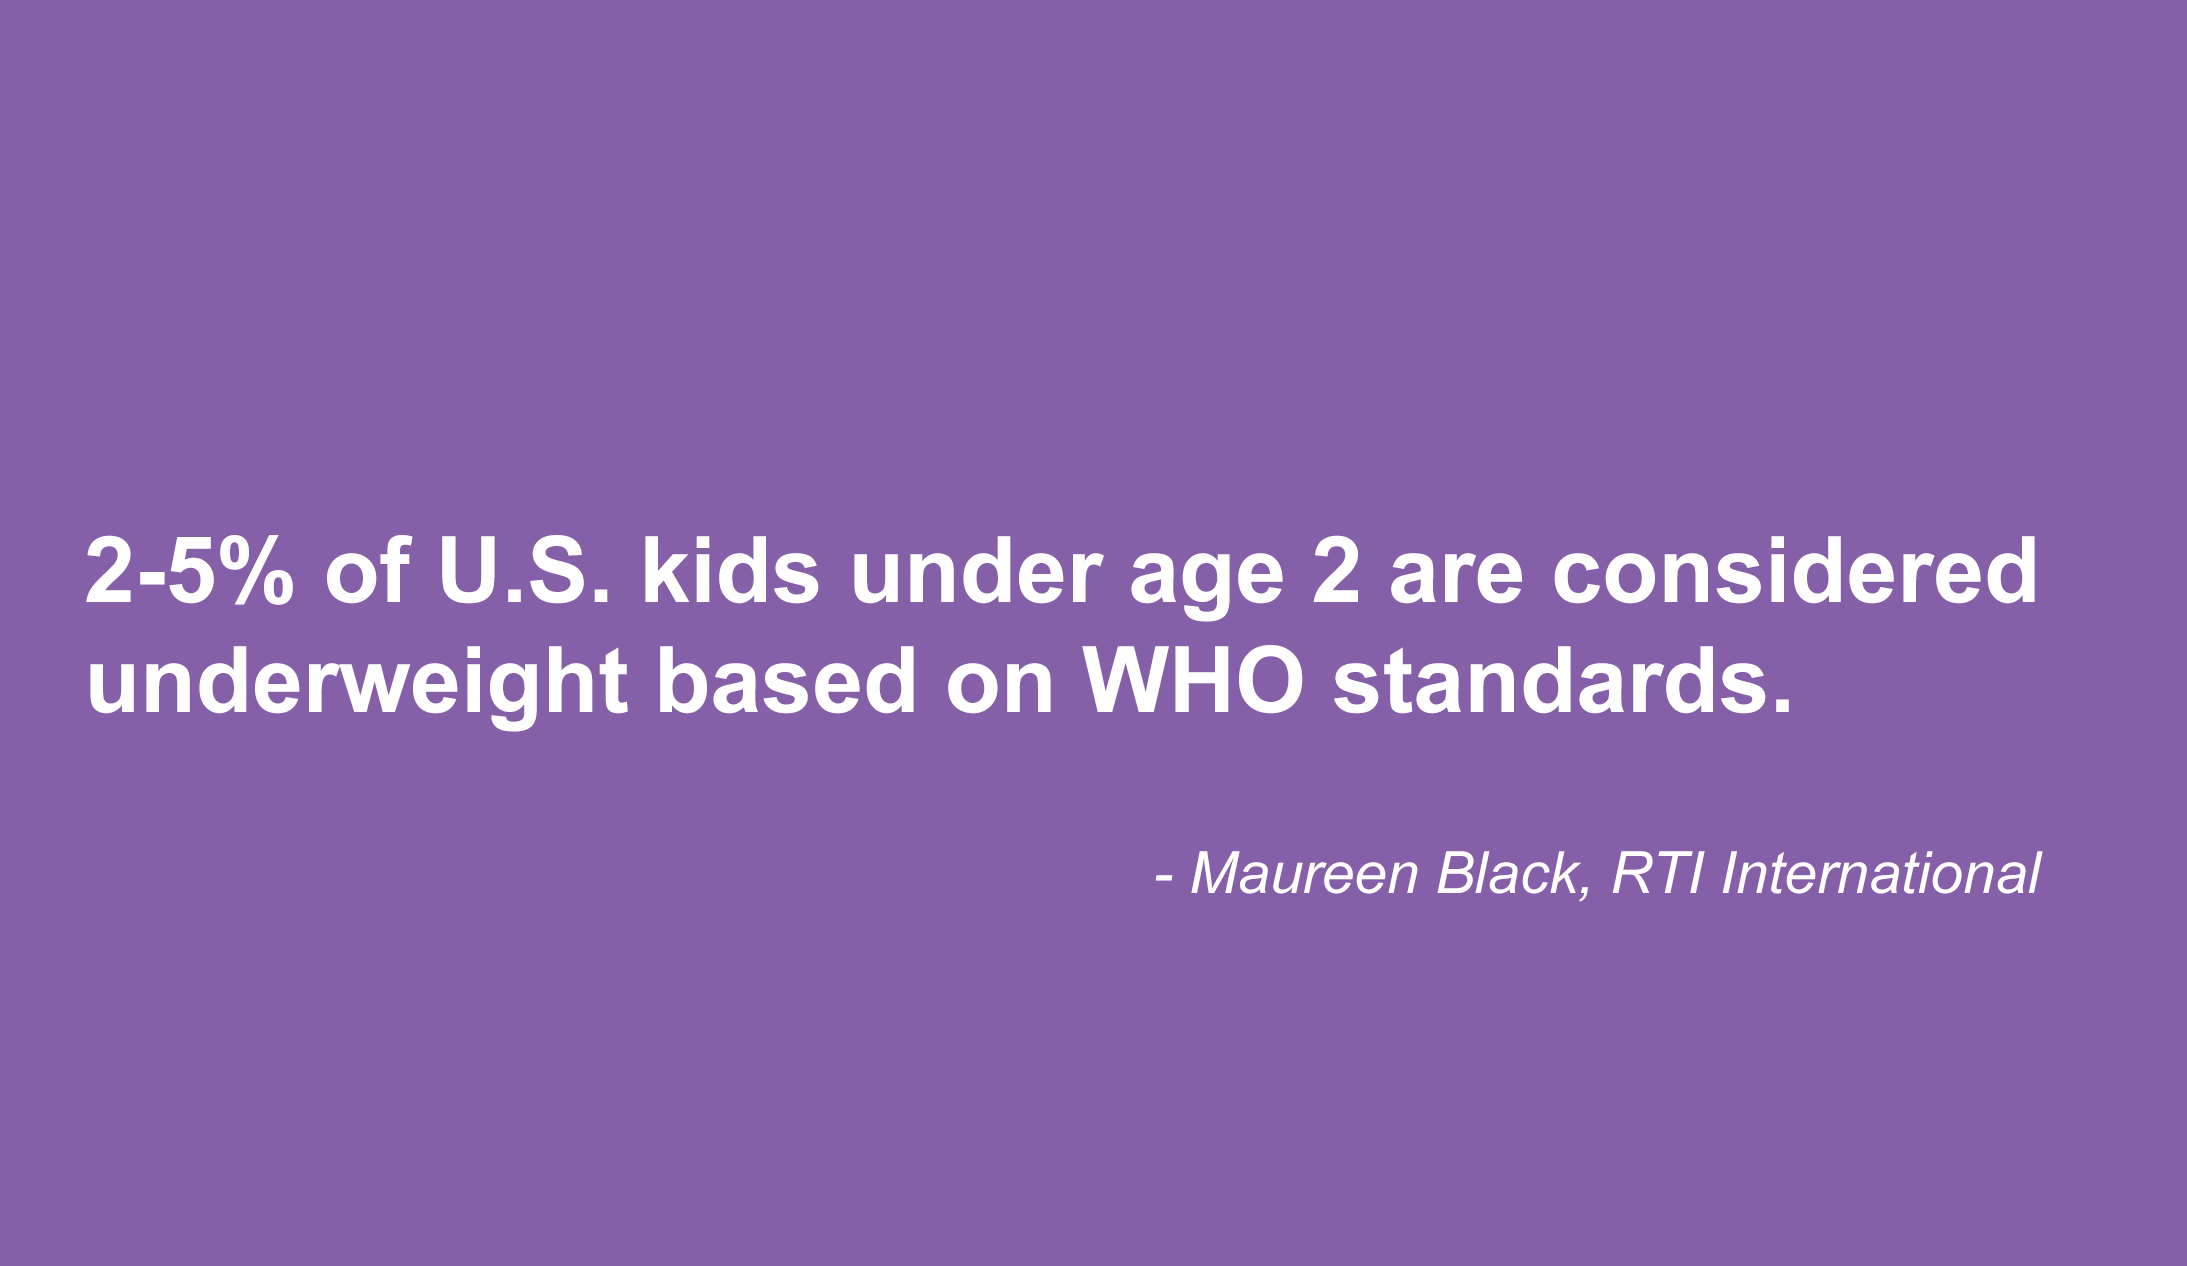 2-5% of U.S. kids under age 2 are considered
underweight based on WHO standards.
- Maureen Black, RTI International